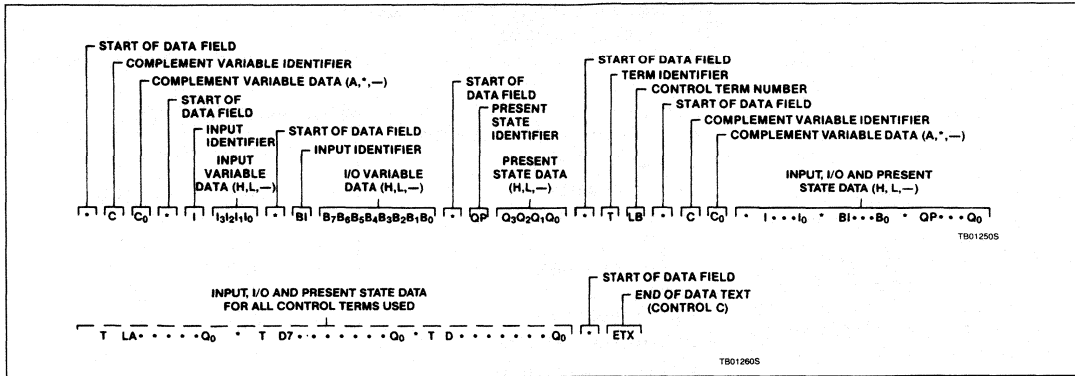 START OF DATA FIELD
COMPLEMENT VARIABLE IDENTIFIER
COMPLEMENT VARIABLE DATA (A,*,—)
START OF
DATA FIELD
INPUT
IDENTIFIER
INPUT
VARIABLE
DATA (H,L,—)
START OF DATA FIELD
INPUT IDENTIFIER
I/O VARIABLE
DATA (H,L,—)
START OF
DATA FIELD
PRESENT
STATE
IDENTIFIER
PRESENT
STATE DATA
(H,L,—)
START OF DATA FIELD
TERM IDENTIFIER
CONTROL TERM NUMBER
START OF DATA FIELD
COMPLEMENT VARIABLE IDENTIFIER
COMPLEMENT VARIABLE DATA (A,*,—)
INPUT, I/O AND PRESENT
STATE DATA (H, L,—)
* C C₀ * I I₃I₂I₁I₀ * BI B₇B₆B₅B₄B₃B₂B₁B₀ * QP Q₃Q₂Q₁Q₀ * T LB * C C₀ * I•••I₀ * BI•••B₀ * QP•••Q₀
TB01250S
INPUT, I/O AND PRESENT STATE DATA
FOR ALL CONTROL TERMS USED
START OF DATA FIELD
END OF DATA TEXT
(CONTROL C)
T LA•••••Q₀ * T D7•••••••Q₀ * T D•••••••Q₀ * ETX
TB01260S